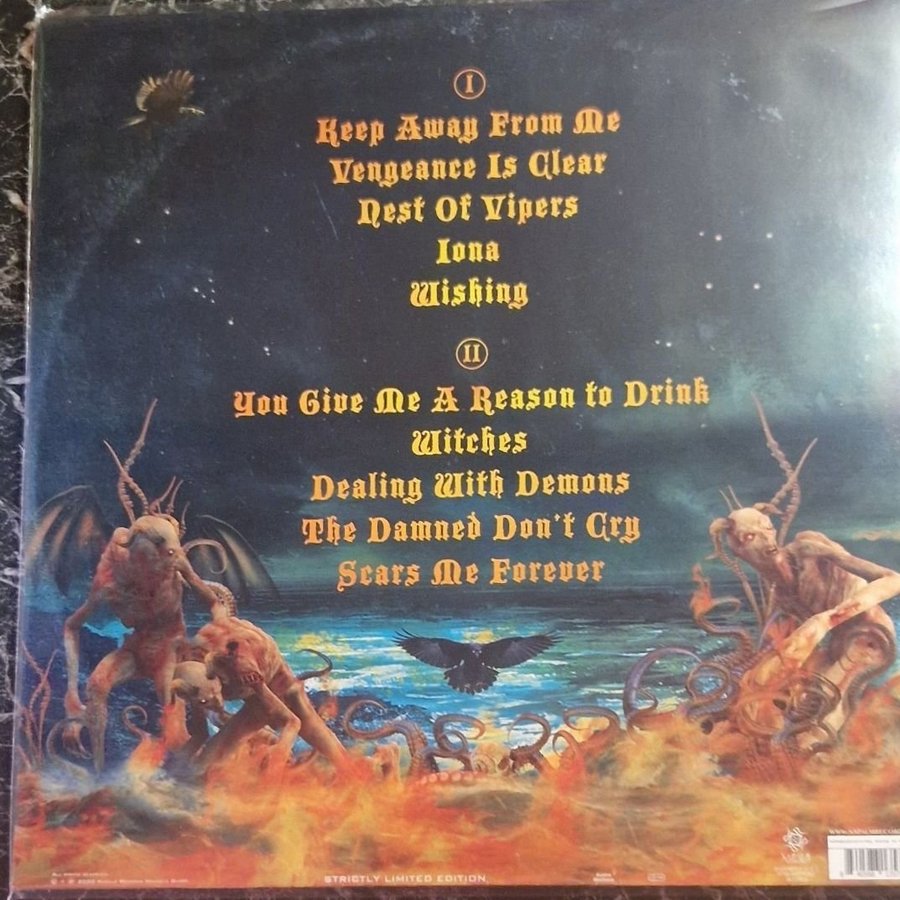 I
Keep Away From Me
Vengeance Is Clear
Nest Of Vipers
Iona
Wishing
II
You Give Me A Reason to Drink
Witches
Dealing With Demons
The Damned Don't Cry
Scars Me Forever
STRICTLY LIMITED EDITION